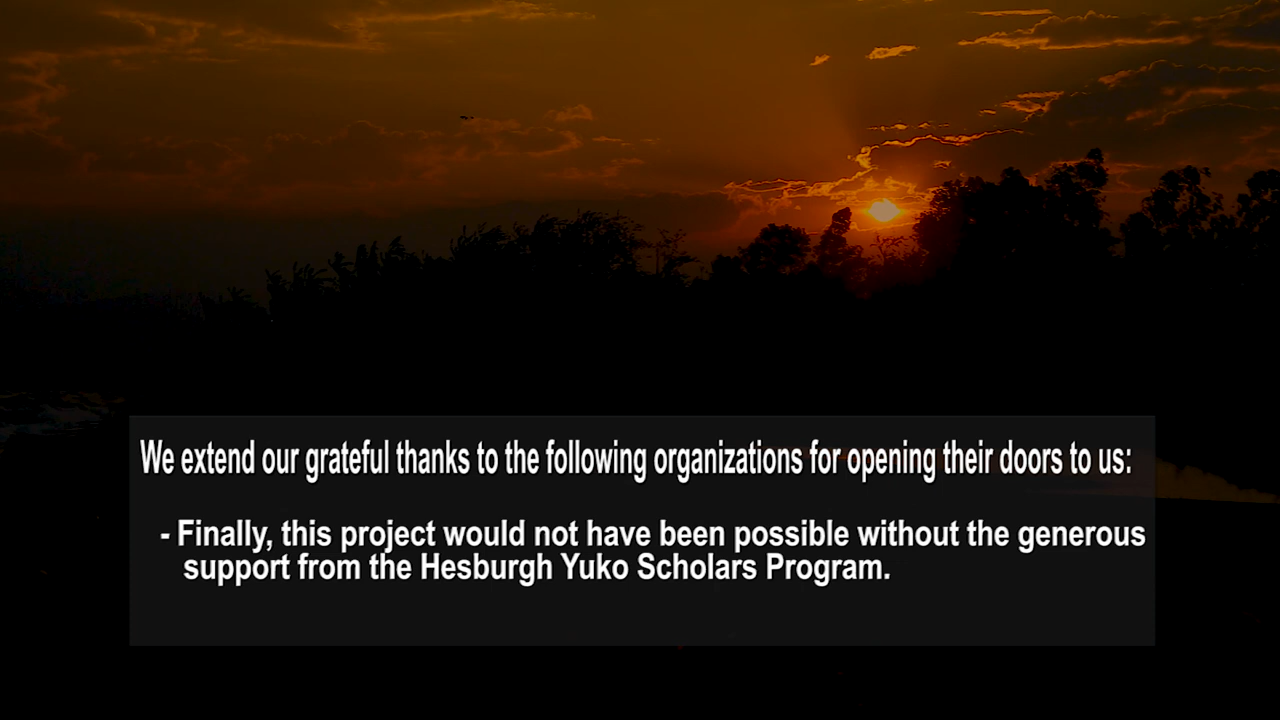 We extend our grateful thanks to the following organizations for opening their doors to us:
- Finally, this project would not have been possible without the generous
support from the Hesburgh Yuko Scholars Program.